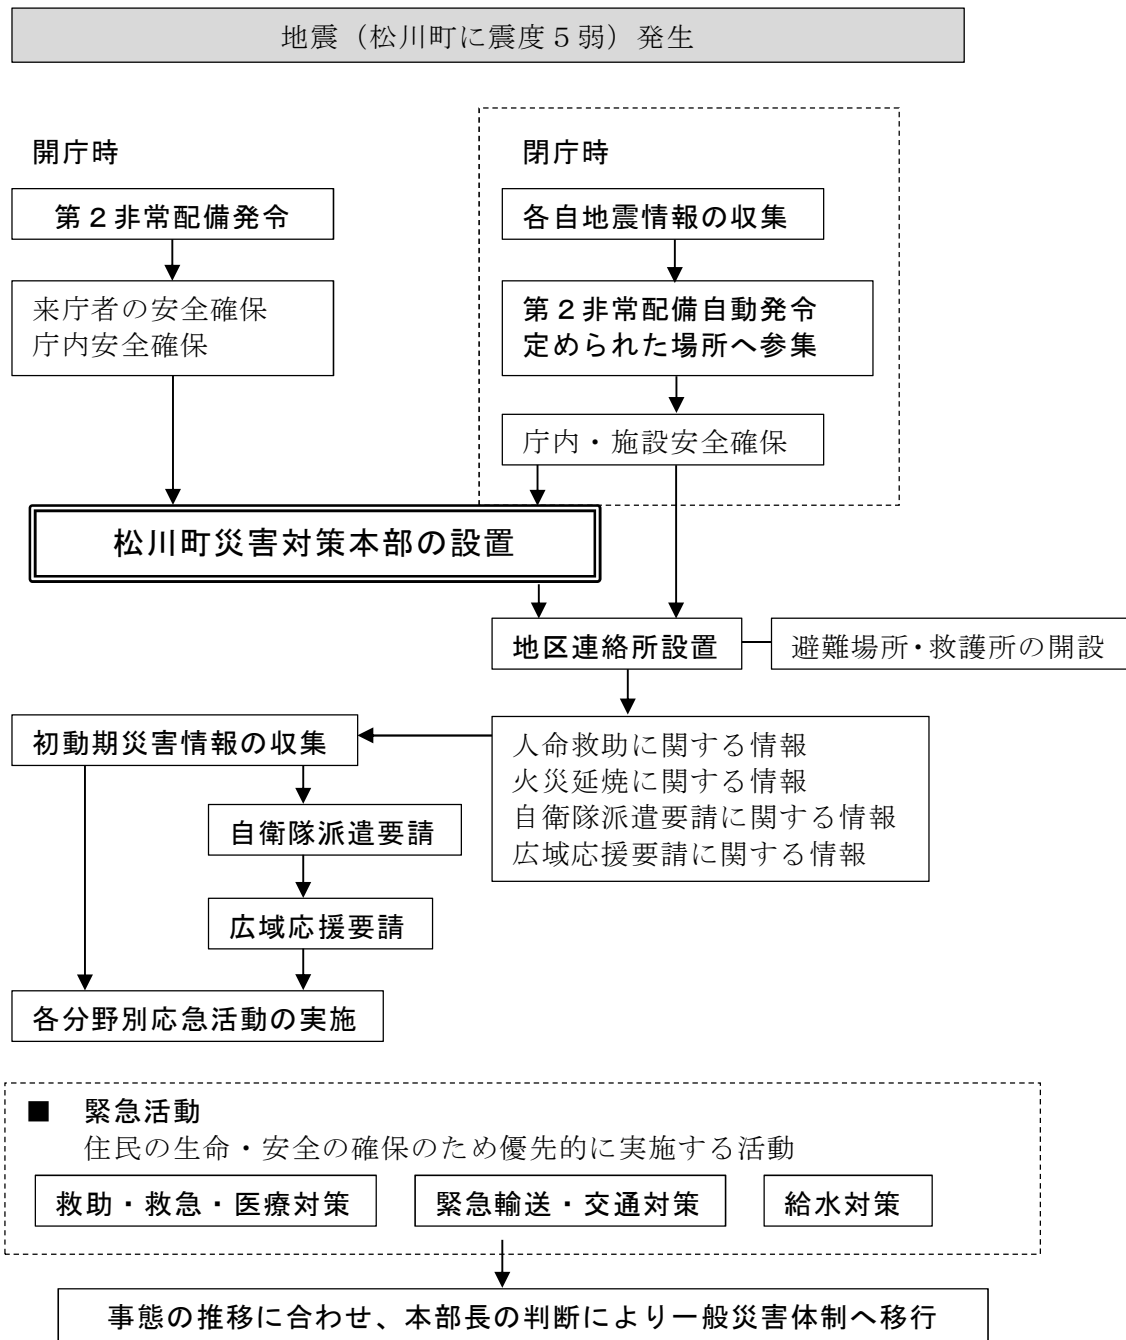 地震（松川町に震度５弱）発生
開庁時
第２非常配備発令
来庁者の安全確保
庁内安全確保
閉庁時
各自地震情報の収集
第２非常配備自動発令
定められた場所へ参集
庁内・施設安全確保
松川町災害対策本部の設置
地区連絡所設置
避難場所・救護所の開設
人命救助に関する情報
火災延焼に関する情報
自衛隊派遣要請に関する情報
広域応援要請に関する情報
初動期災害情報の収集
自衛隊派遣要請
広域応援要請
各分野別応急活動の実施
■　緊急活動
住民の生命・安全の確保のため優先的に実施する活動
救助・救急・医療対策
緊急輸送・交通対策
給水対策
事態の推移に合わせ、本部長の判断により一般災害体制へ移行